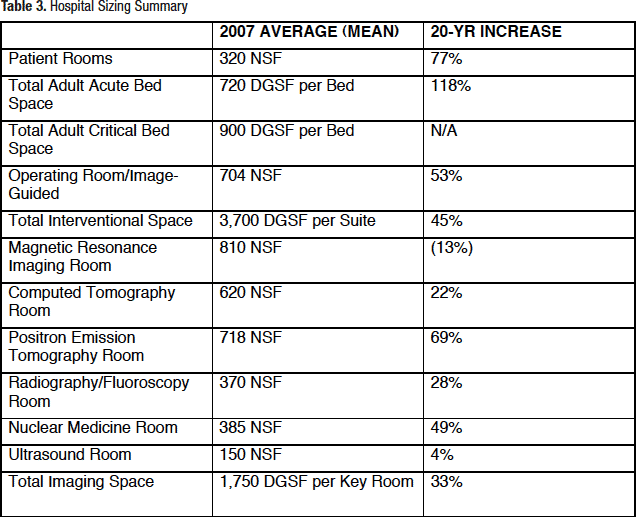 Table 3. Hospital Sizing Summary
2007 AVERAGE (MEAN) 20-YR INCREASE
Patient Rooms 320 NSF 77%
Total Adult Acute Bed 720 DGSF per Bed 118%
Space
Total Adult Critical Bed 900 DGSF per Bed N/A
Space
Operating Room/Image- 704 NSF 53%
Guided
Total Interventional Space 3,700 DGSF per Suite 45%
Magnetic Resonance 810 NSF (13%)
Imaging Room
Computed Tomography 620 NSF 22%
Room
Positron Emission 718 NSF 69%
Tomography Room
Radiography/Fluoroscopy 370 NSF 28%
Room
Nuclear Medicine Room 385 NSF 49%
Ultrasound Room 150 NSF 4%
Total Imaging Space 1,750 DGSF per Key Room 33%